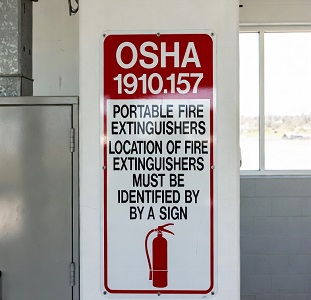 OSHA
1910.157
PORTABLE FIRE
EXTINGUISHERS
LOCATION OF FIRE
EXTINGUISHERS
MUST BE
IDENTIFIED BY
BY A SIGN